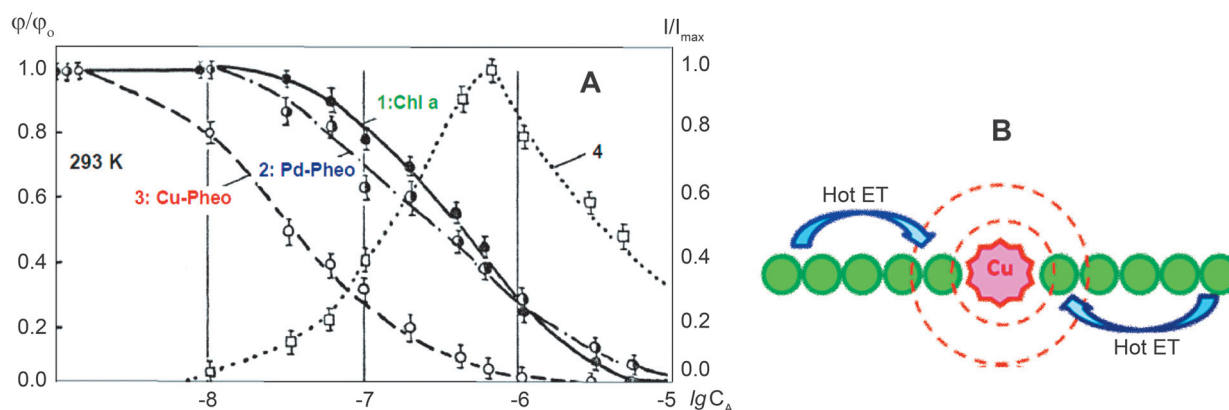 φ/φo
I/Imax
A
B
1.0
0.8
0.6
0.4
0.2
0.0
1.0
0.8
0.6
0.4
0.2
0.0
1:Chl a
2: Pd-Pheo
3: Cu-Pheo
4
293 K
-8
-7
-6
-5
lg CA
Hot ET
Cu
Hot ET